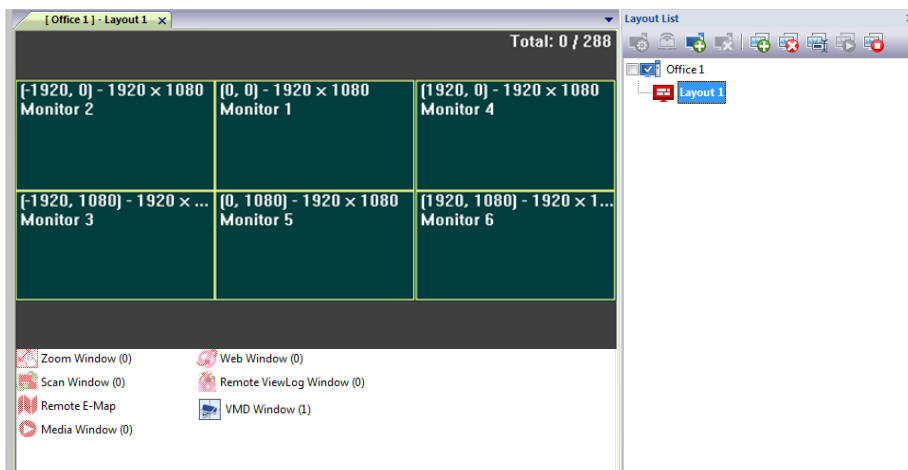 [ Office 1 ] - Layout 1 x
Layout List
Total: 0 / 288
Office 1
Layout 1
(-1920, 0) - 1920 × 1080
Monitor 2
(0, 0) - 1920 × 1080
Monitor 1
(1920, 0) - 1920 × 1080
Monitor 4
(-1920, 1080) - 1920 × ...
Monitor 3
(0, 1080) - 1920 × 1080
Monitor 5
(1920, 1080) - 1920 × 1...
Monitor 6
Zoom Window (0)
Web Window (0)
Scan Window (0)
Remote ViewLog Window (0)
Remote E-Map
VMD Window (1)
Media Window (0)